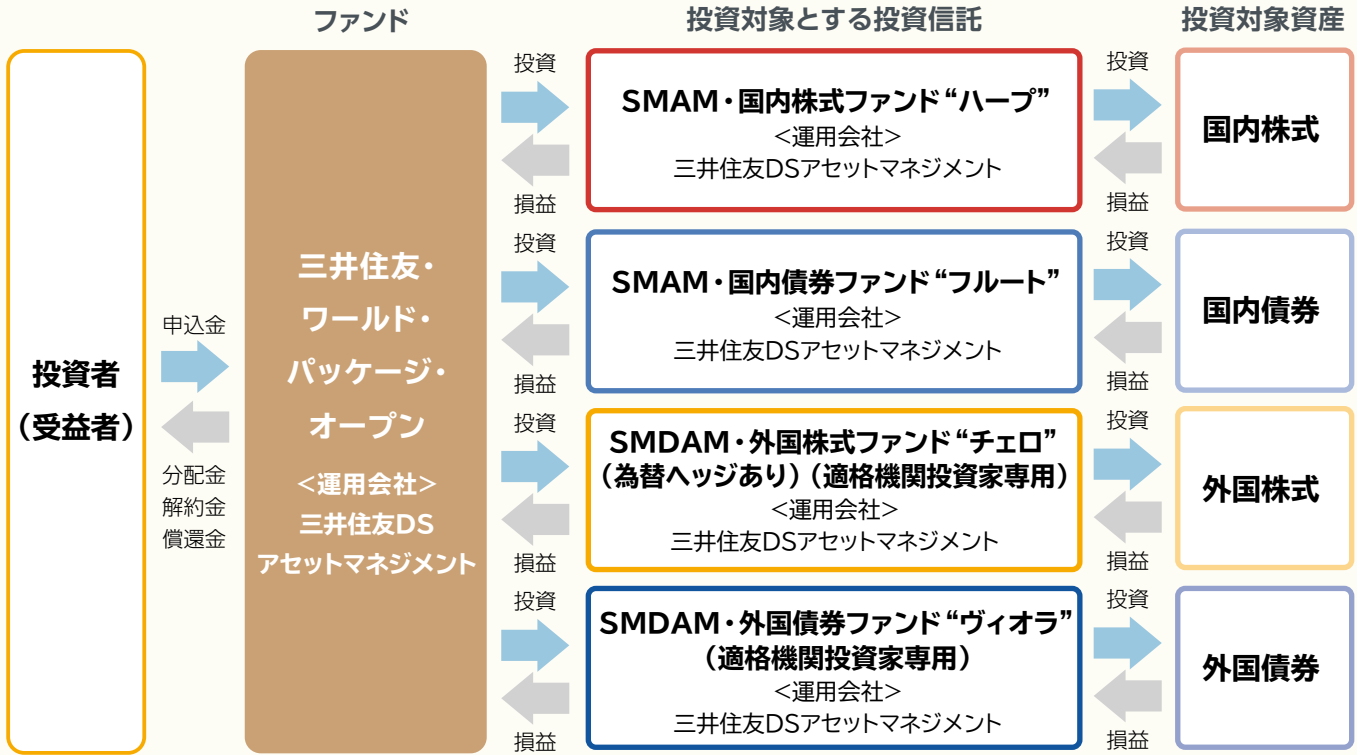 ファンド
投資対象とする投資信託
投資対象資産
投資者
（受益者）
申込金
分配金
解約金
償還金
三井住友・
ワールド・
パッケージ・
オープン
＜運用会社＞
三井住友DS
アセットマネジメント
投資
損益
SMAM・国内株式ファンド“ハープ”
＜運用会社＞
三井住友DSアセットマネジメント
投資
損益
国内株式
投資
損益
SMAM・国内債券ファンド“フルート”
＜運用会社＞
三井住友DSアセットマネジメント
投資
損益
国内債券
投資
損益
SMDAM・外国株式ファンド“チェロ”
（為替ヘッジあり）（適格機関投資家専用）
＜運用会社＞
三井住友DSアセットマネジメント
投資
損益
外国株式
投資
損益
SMDAM・外国債券ファンド“ヴィオラ”
（適格機関投資家専用）
＜運用会社＞
三井住友DSアセットマネジメント
投資
損益
外国債券